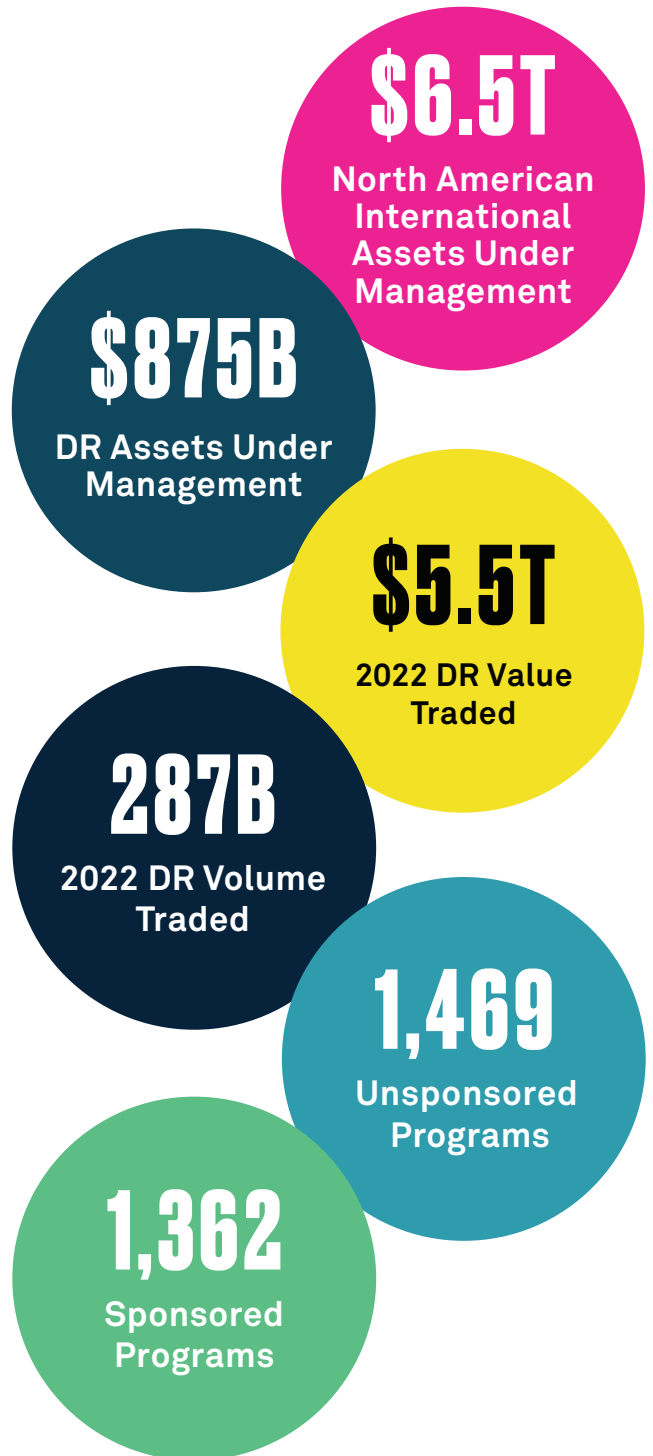 $6.5T
North American
International
Assets Under
Management
$875B
DR Assets Under
Management
$5.5T
2022 DR Value
Traded
287B
2022 DR Volume
Traded
1,469
Unsponsored
Programs
1,362
Sponsored
Programs